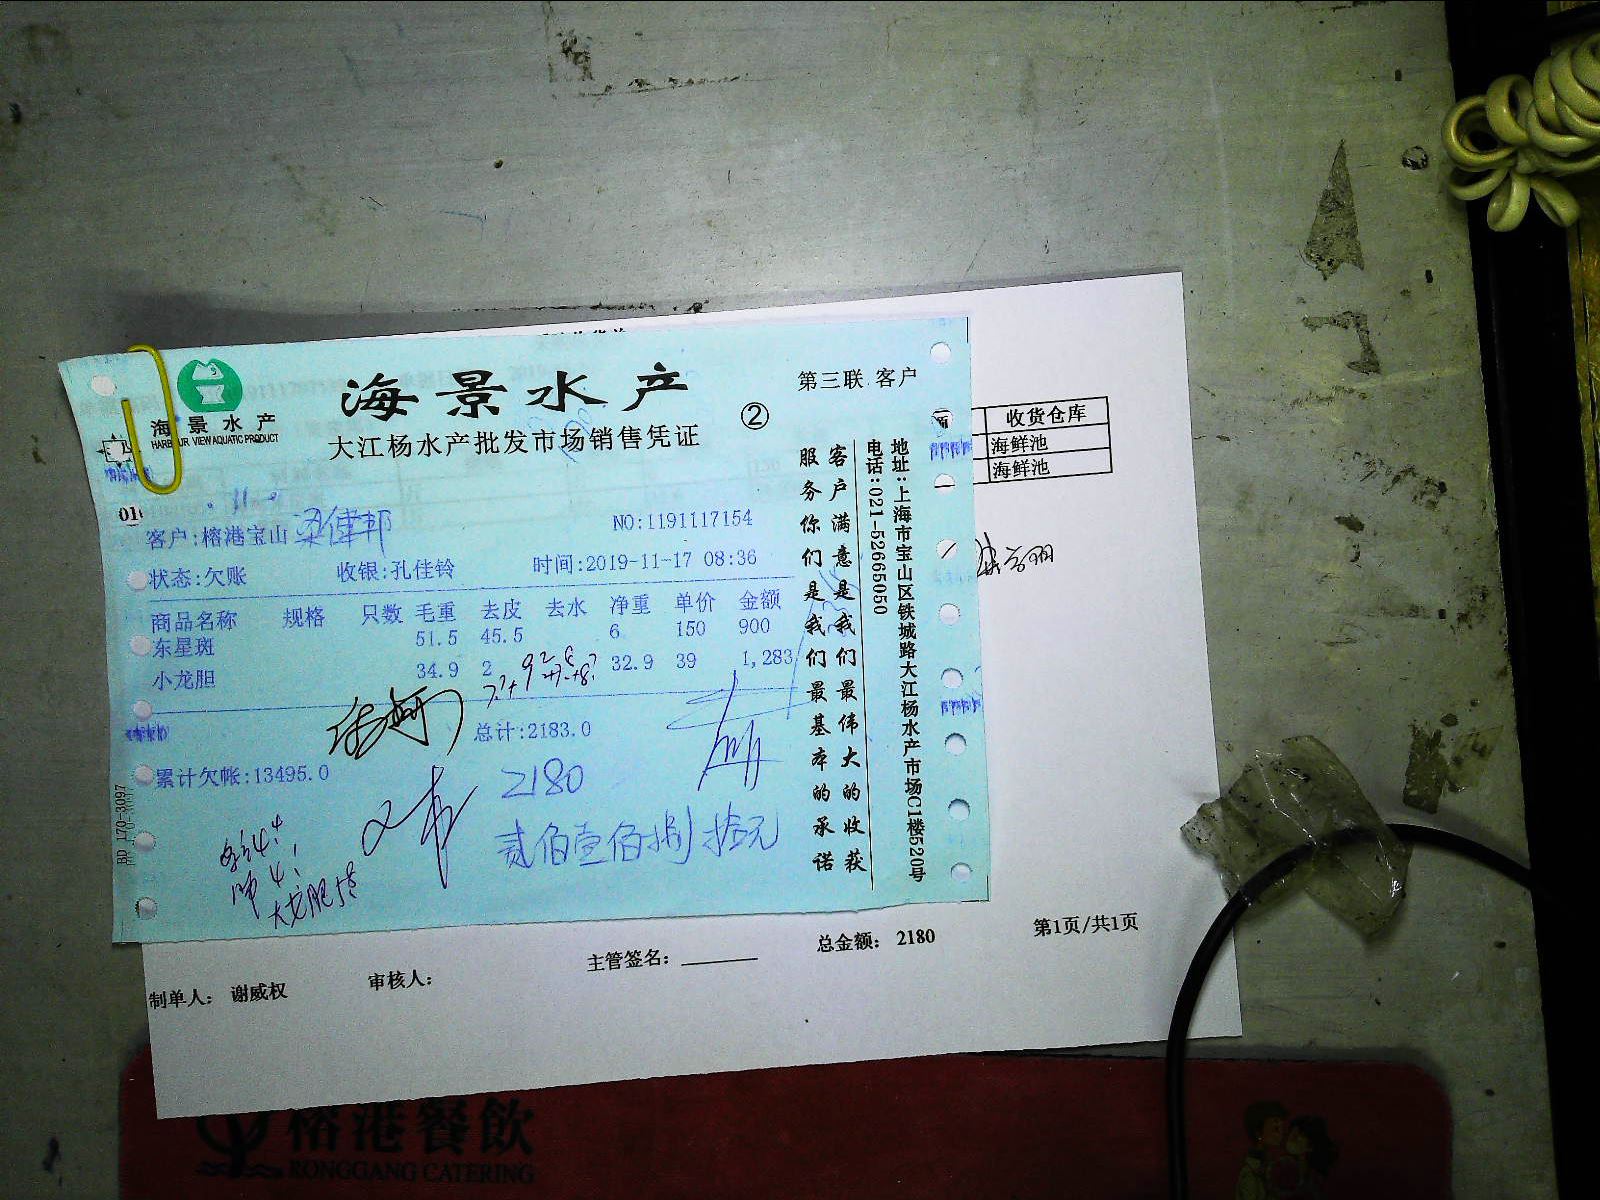 海景水产
HARBOUR VIEW AQUATIC PRODUCT
海景水产
大江杨水产批发市场销售凭证
②
第三联 客户
客户:榕港宝山 梁偉邦
NO:1191117154
状态:欠账 收银:孔佳铃 时间:2019-11-17 08:36
商品名称 规格 只数 毛重 去皮 去水 净重 单价 金额
东星斑 51.5 45.5 6 150 900
小龙胆 34.9 2 32.9 39 1,283
总计:2183.0
累计欠帐:13495.0
2180
贰佰壹佰捌拾元
客户满意是我们最伟大的收获
服务你们是我们最基本的承诺
地址:上海市宝山区铁城路大江杨水产市场C1楼520号
电话:021-52665050
BD 170-3097
收货仓库
海鲜池
海鲜池
制单人: 谢威权 审核人: 主管签名: 总金额: 2180 第1页/共1页
榕港餐飲
RONGGANG CATERING